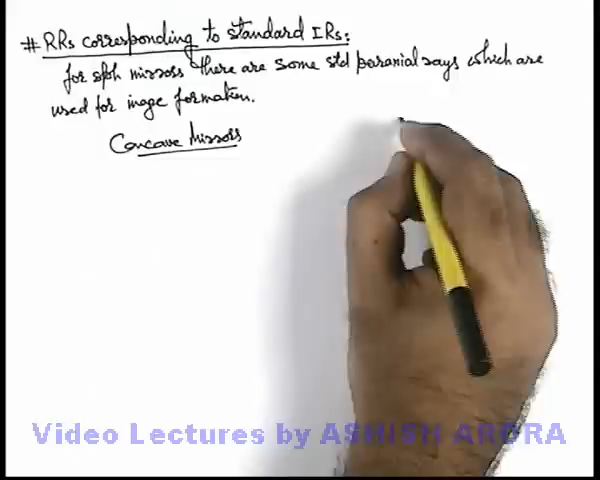 # RRs corresponding to standard IRs:
for sph mirrors there are some std paraxial rays which are
used for image formation.
Concave Mirrors
Video Lectures by ASHISH ARORA